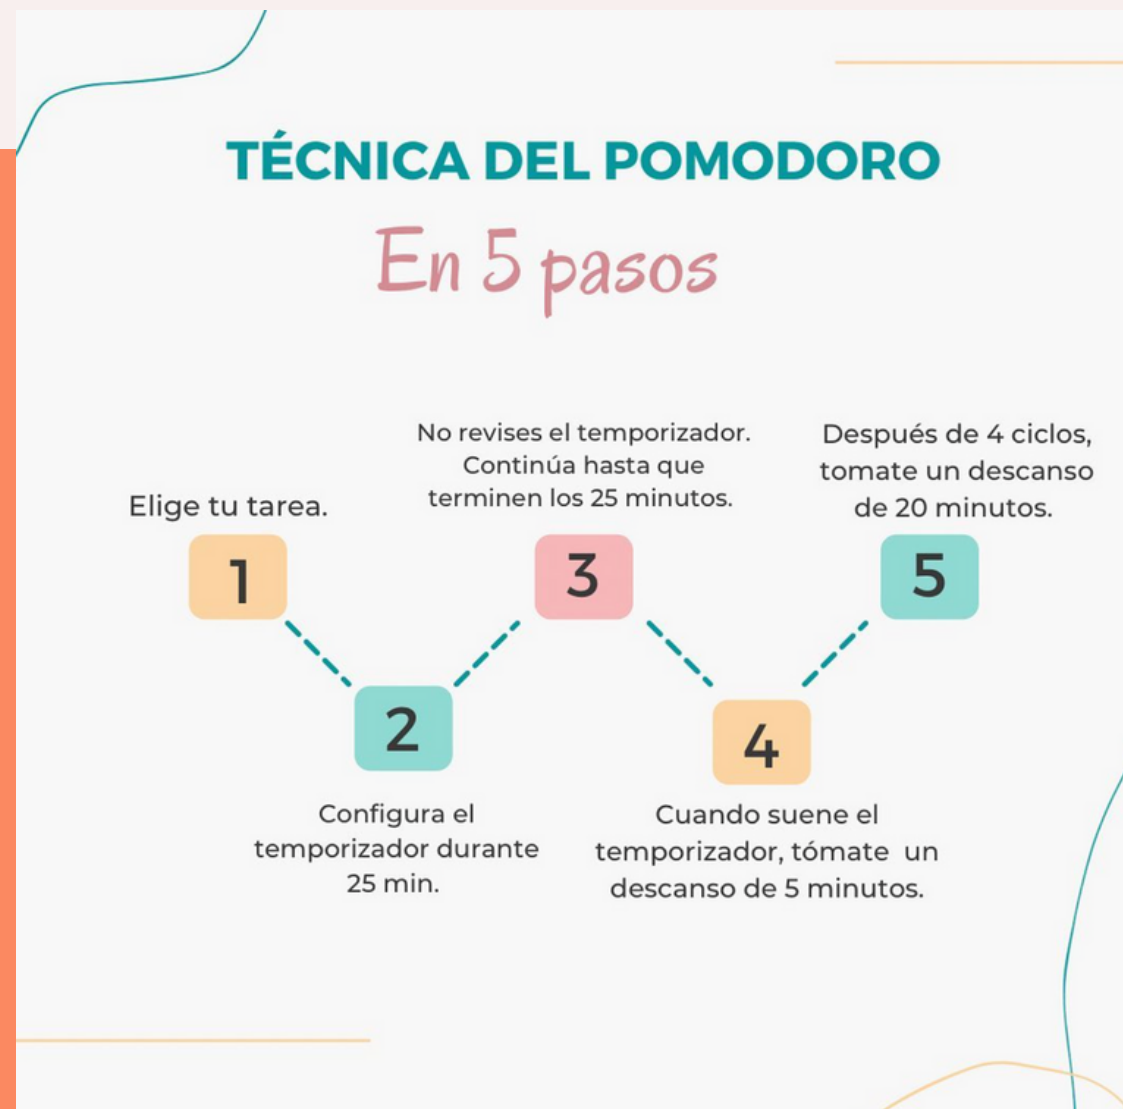 TÉCNICA DEL POMODORO
En 5 pasos
Elige tu tarea.
1
Configura el
temporizador durante
25 min.
2
No revises el temporizador.
Continúa hasta que
terminen los 25 minutos.
3
Cuando suene el
temporizador, tómate un
descanso de 5 minutos.
4
Después de 4 ciclos,
tomate un descanso
de 20 minutos.
5